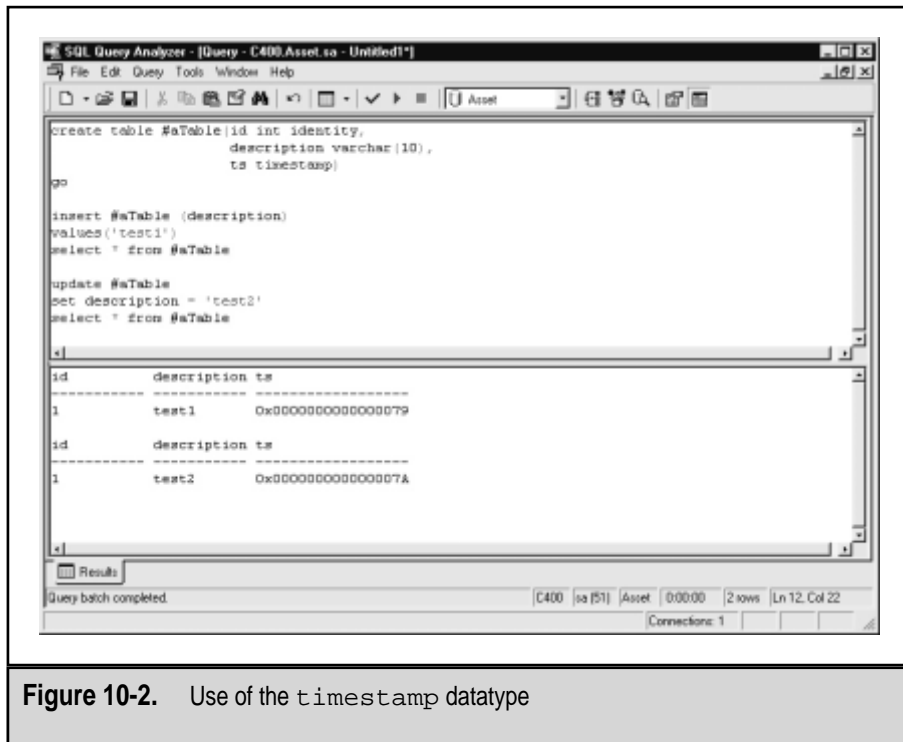 SQL Query Analyzer - [Query - C400.Asset.sa - Untitled1*]
File Edit Query Tools Window Help
Asset
create table #aTable(id int identity,
description varchar(10),
ts timestamp)
go
insert #aTable (description)
values('test1')
select * from #aTable
update #aTable
set description = 'test2'
select * from #aTable
id description ts
----------- ----------- ------------------
1 test1 0x0000000000000079
id description ts
----------- ----------- ------------------
1 test2 0x000000000000007A
Results
Query batch completed. C400 sa (51) Asset 0:00:00 2 rows Ln 12, Col 22
Connections: 1
Figure 10-2. Use of the timestamp datatype